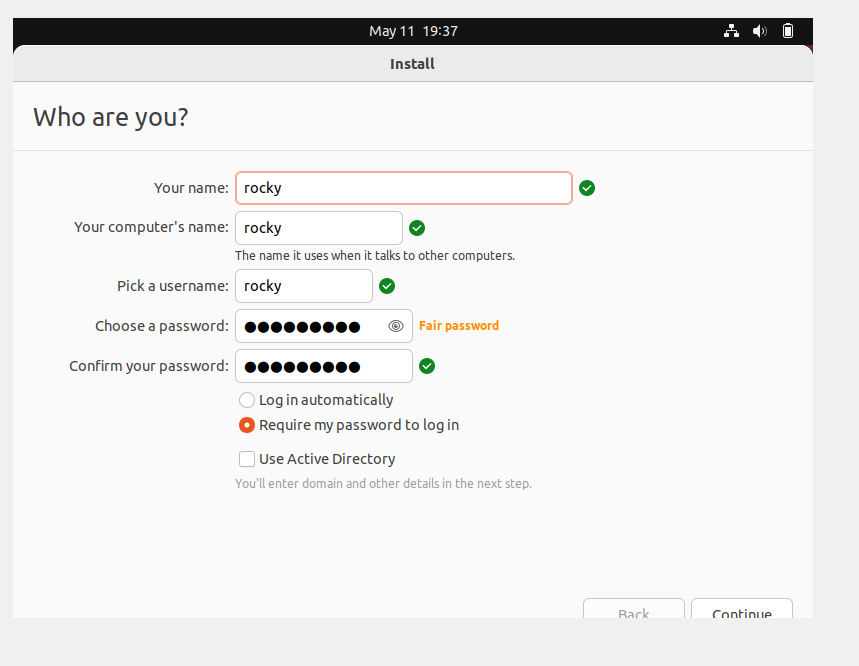 May 11 19:37
Install
Who are you?
Your name: rocky
Your computer's name: rocky
The name it uses when it talks to other computers.
Pick a username: rocky
Choose a password: ●●●●●●●●● Fair password
Confirm your password: ●●●●●●●●●
Log in automatically
Require my password to log in
Use Active Directory
You'll enter domain and other details in the next step.
Back Continue